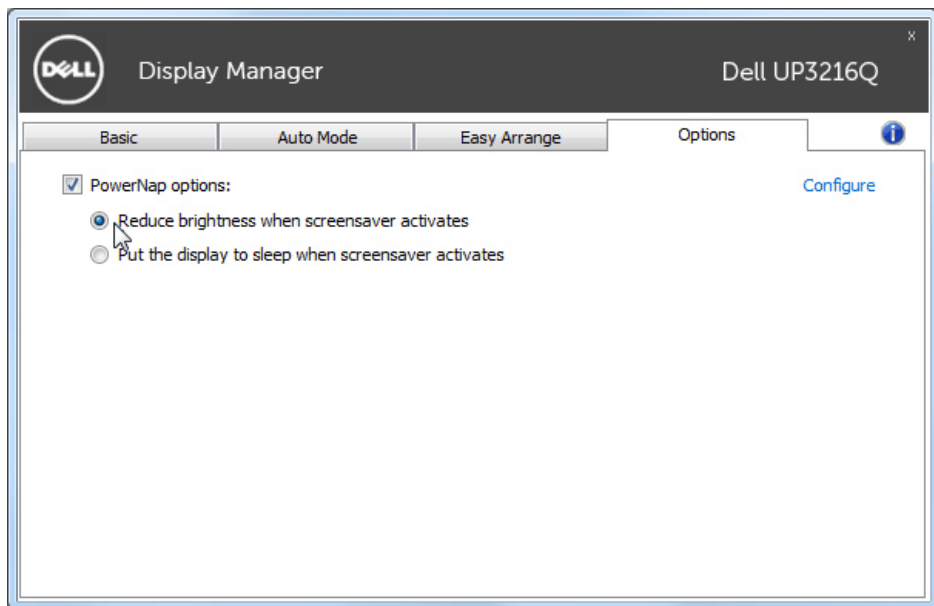 x
DELL Display Manager Dell UP3216Q
Basic Auto Mode Easy Arrange Options i
PowerNap options: Configure
Reduce brightness when screensaver activates
Put the display to sleep when screensaver activates